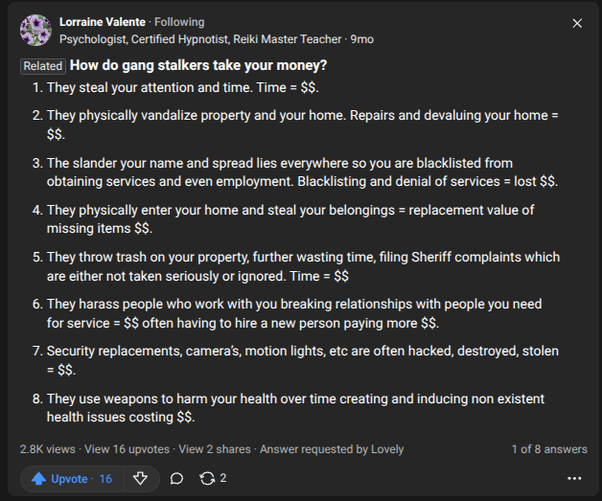 Lorraine Valente · Following
Psychologist, Certified Hypnotist, Reiki Master Teacher · 9mo
Related How do gang stalkers take your money?
1. They steal your attention and time. Time = $$.
2. They physically vandalize property and your home. Repairs and devaluing your home =
$$.
3. The slander your name and spread lies everywhere so you are blacklisted from
obtaining services and even employment. Blacklisting and denial of services = lost $$.
4. They physically enter your home and steal your belongings = replacement value of
missing items $$.
5. They throw trash on your property, further wasting time, filing Sheriff complaints which
are either not taken seriously or ignored. Time = $$
6. They harass people who work with you breaking relationships with people you need
for service = $$ often having to hire a new person paying more $$.
7. Security replacements, camera's, motion lights, etc are often hacked, destroyed, stolen
= $$.
8. They use weapons to harm your health over time creating and inducing non existent
health issues costing $$.
2.8K views · View 16 upvotes · View 2 shares · Answer requested by Lovely
1 of 8 answers
Upvote · 16
2